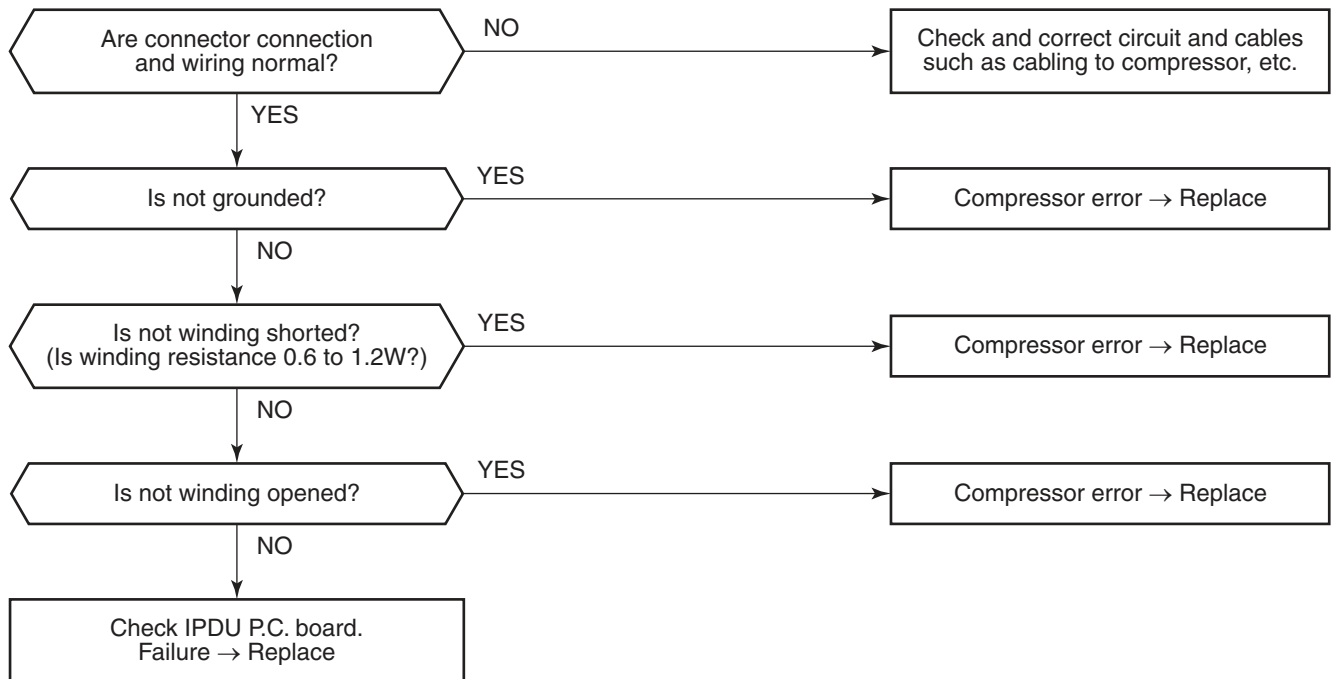 Are connector connection
and wiring normal?
NO
Check and correct circuit and cables
such as cabling to compressor, etc.
YES
Is not grounded?
YES
Compressor error → Replace
NO
Is not winding shorted?
(Is winding resistance 0.6 to 1.2W?)
YES
Compressor error → Replace
NO
Is not winding opened?
YES
Compressor error → Replace
NO
Check IPDU P.C. board.
Failure → Replace